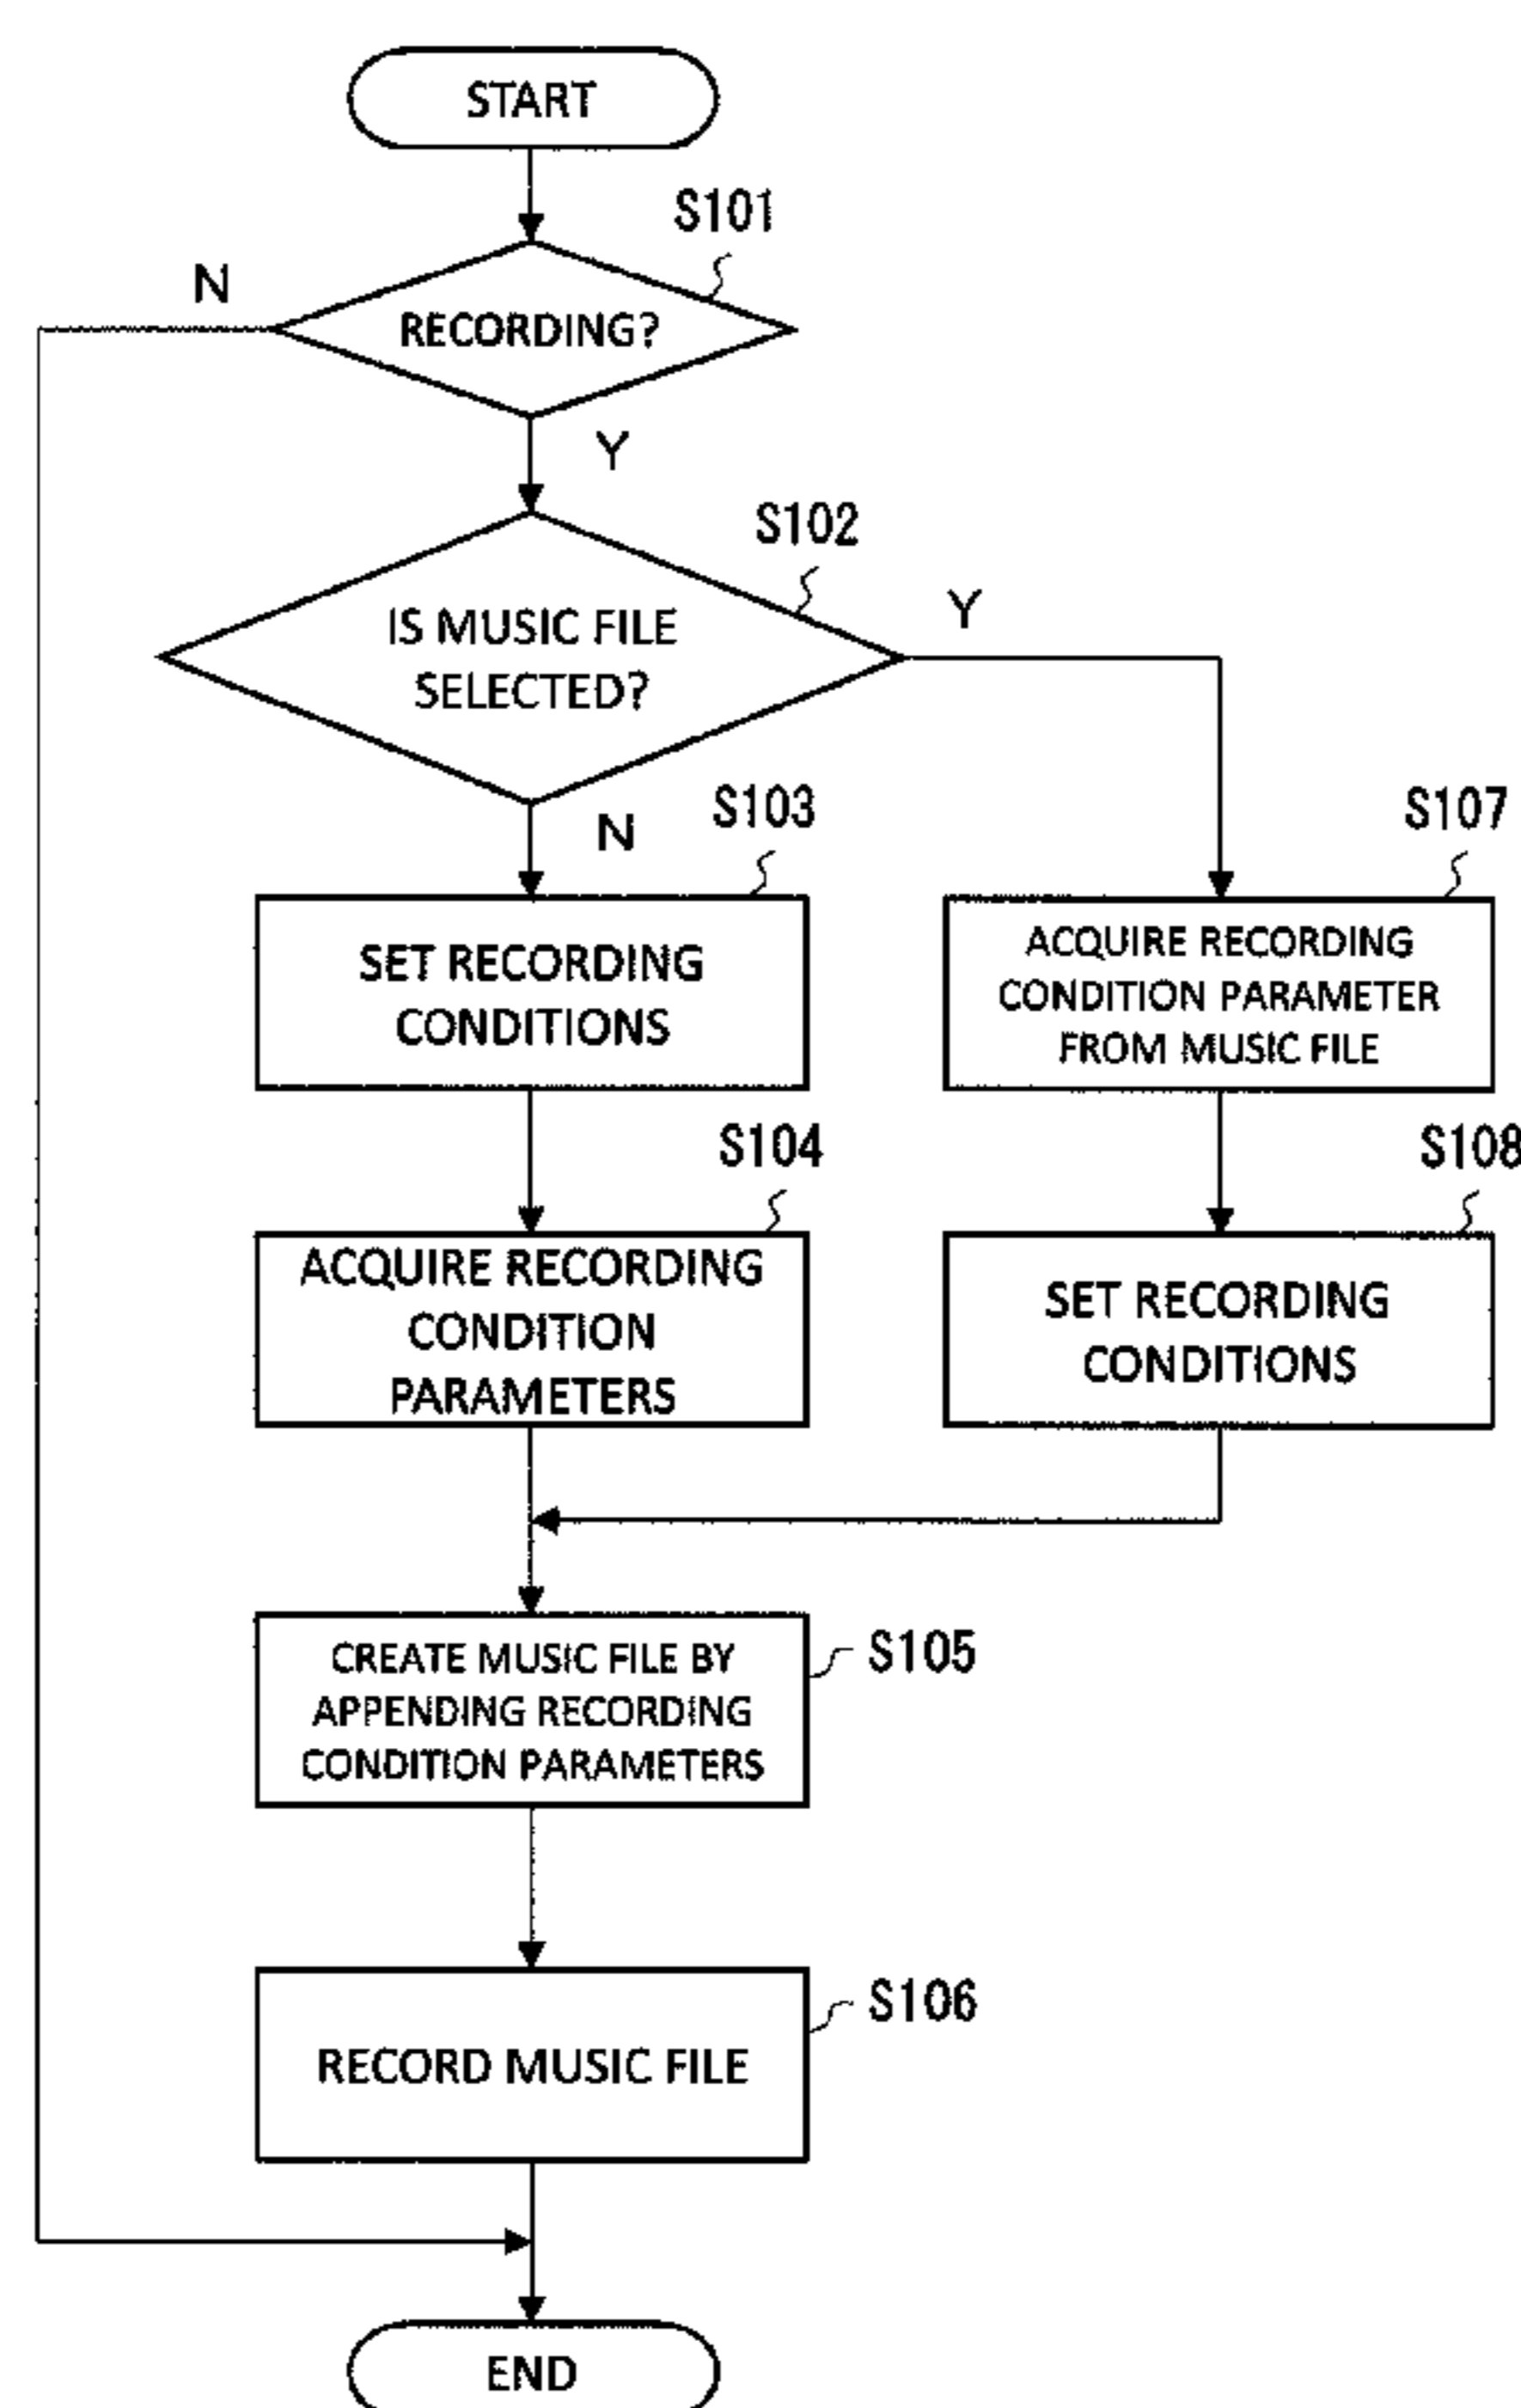 START
S101
N
RECORDING?
Y
S102
IS MUSIC FILE
SELECTED?
Y
N
S103
SET RECORDING
CONDITIONS
S107
ACQUIRE RECORDING
CONDITION PARAMETER
FROM MUSIC FILE
S104
ACQUIRE RECORDING
CONDITION
PARAMETERS
S108
SET RECORDING
CONDITIONS
S105
CREATE MUSIC FILE BY
APPENDING RECORDING
CONDITION PARAMETERS
S106
RECORD MUSIC FILE
END